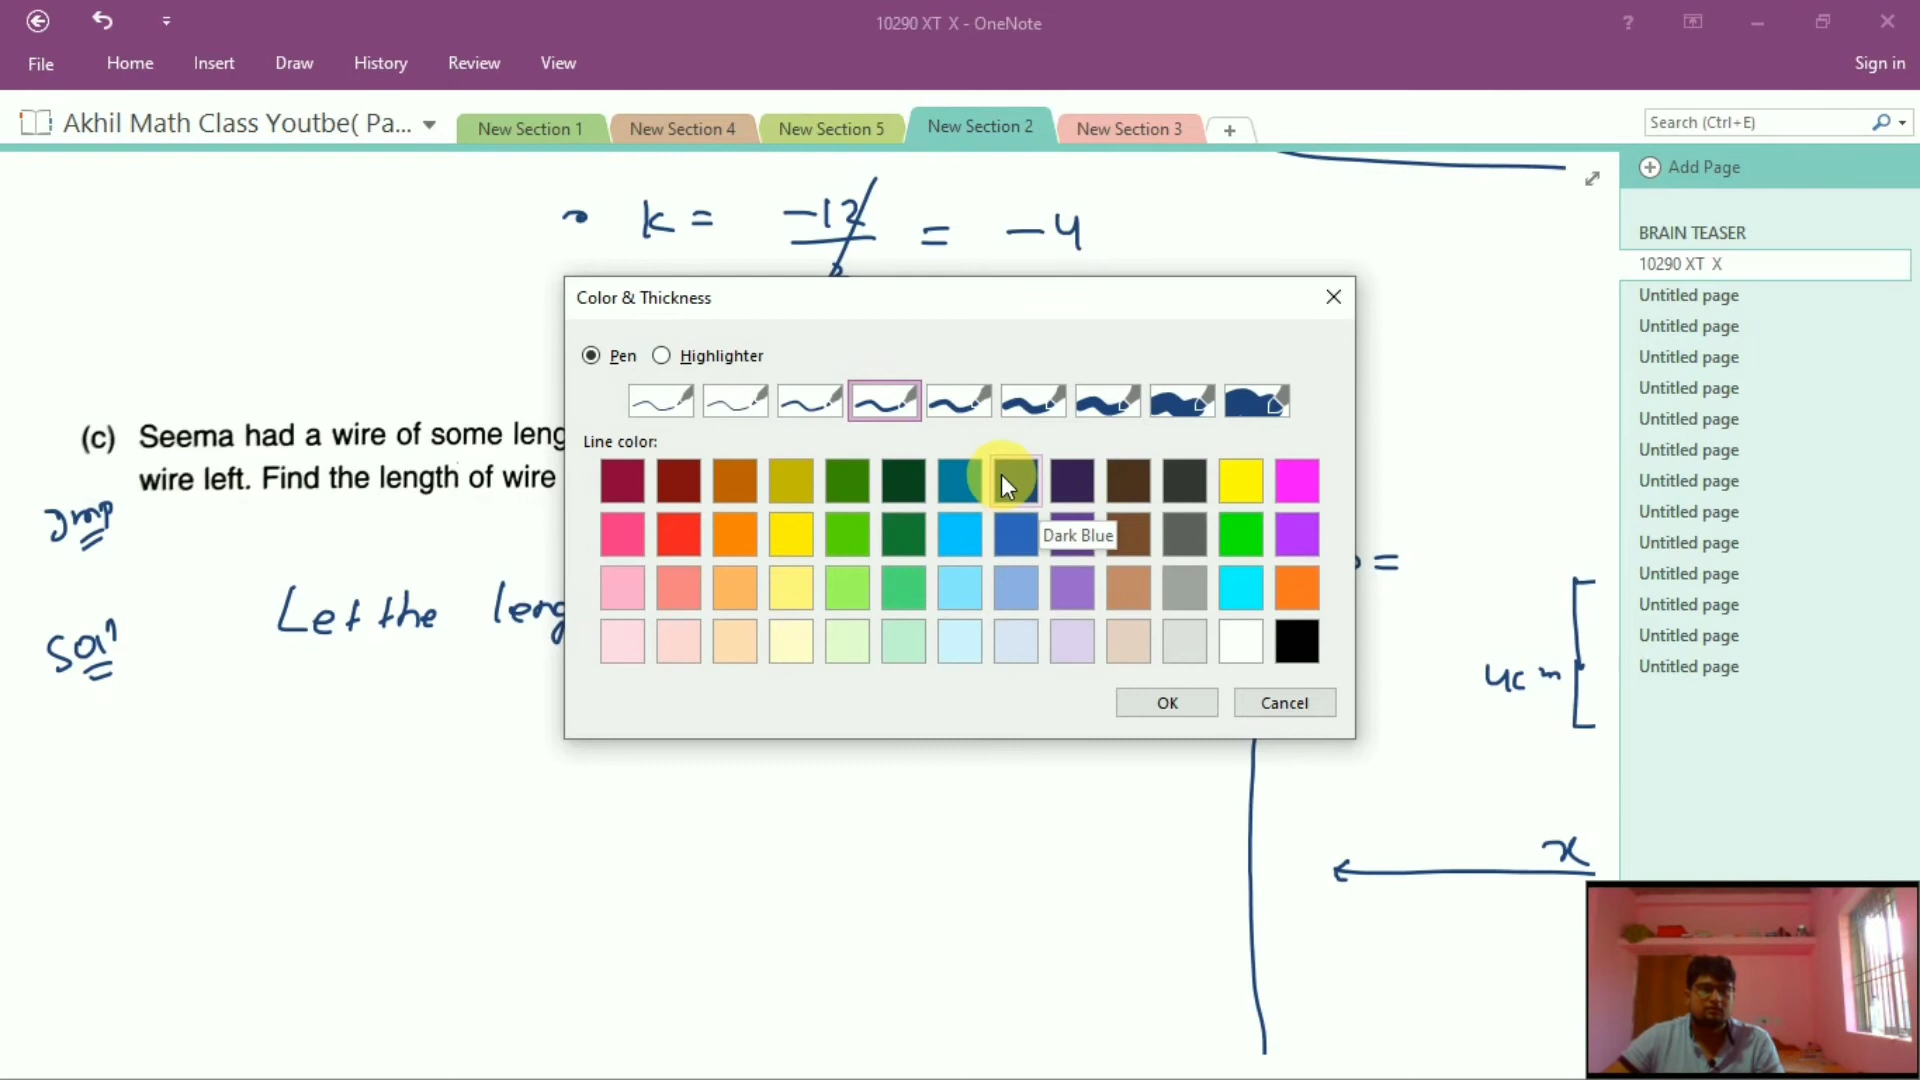 10290 XT X - OneNote
?
File
Home
Insert
Draw
History
Review
View
Sign in
Akhil Math Class Youtbe( Pa...
New Section 1
New Section 4
New Section 5
New Section 2
New Section 3
+
Search (Ctrl+E)
Add Page
BRAIN TEASER
10290 XT X
Untitled page
Untitled page
Untitled page
Untitled page
Untitled page
Untitled page
Untitled page
Untitled page
Untitled page
Untitled page
Untitled page
Untitled page
Untitled page
k = -12/ = -4
Color & Thickness
Pen
Highlighter
Line color:
Dark Blue
OK
Cancel
(c) Seema had a wire of some leng
wire left. Find the length of wire
Imp
Let the leng
Sol^n
=
4cm
x